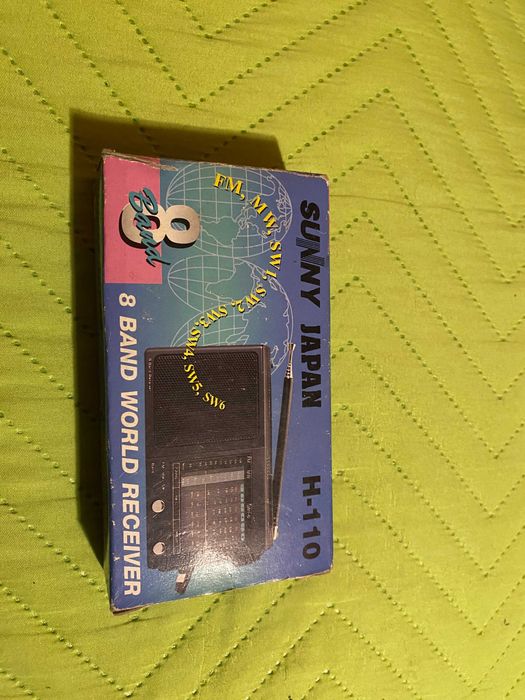 SUNNY JAPAN H-110
FM, MW, SW1, SW2, SW3, SW4, SW5, SW6
8
Band
8 BAND WORLD RECEIVER